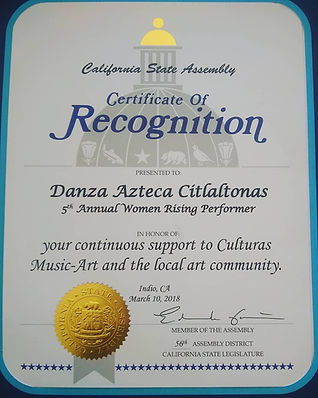 California State Assembly
Certificate Of
Recognition
PRESENTED TO:
Danza Azteca Citlaltonas
5th Annual Women Rising Performer
IN HONOR OF:
your continuous support to Culturas
Music-Art and the local art community.
Indio, CA
March 10, 2018
MEMBER OF THE ASSEMBLY
56th ASSEMBLY DISTRICT
CALIFORNIA STATE LEGISLATURE